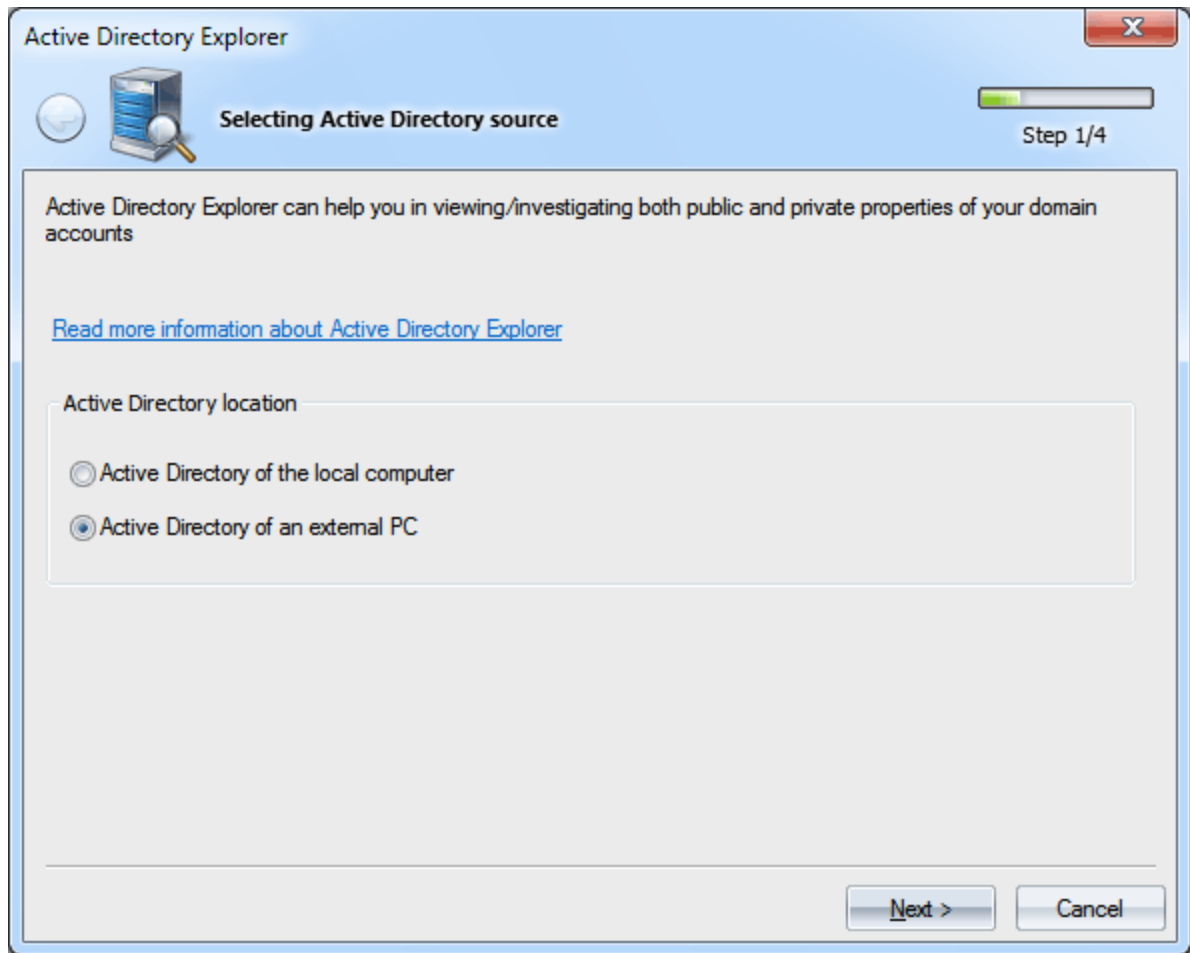 Active Directory Explorer
Selecting Active Directory source
Step 1/4
Active Directory Explorer can help you in viewing/investigating both public and private properties of your domain
accounts
Read more information about Active Directory Explorer
Active Directory location
Active Directory of the local computer
Active Directory of an external PC
Next >
Cancel